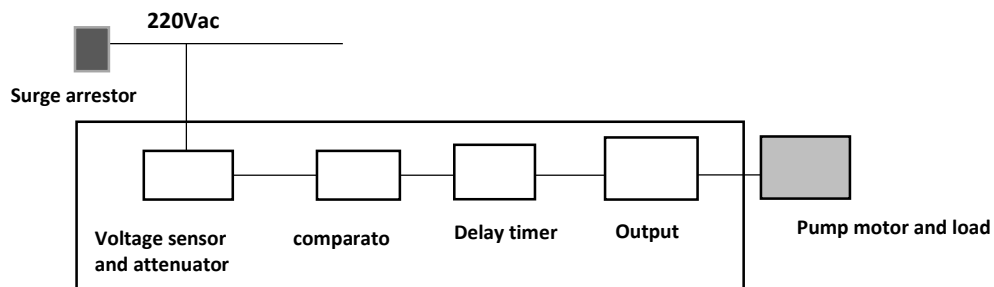 220Vac
Surge arrestor
Voltage sensor
and attenuator
comparato
Delay timer
Output
Pump motor and load